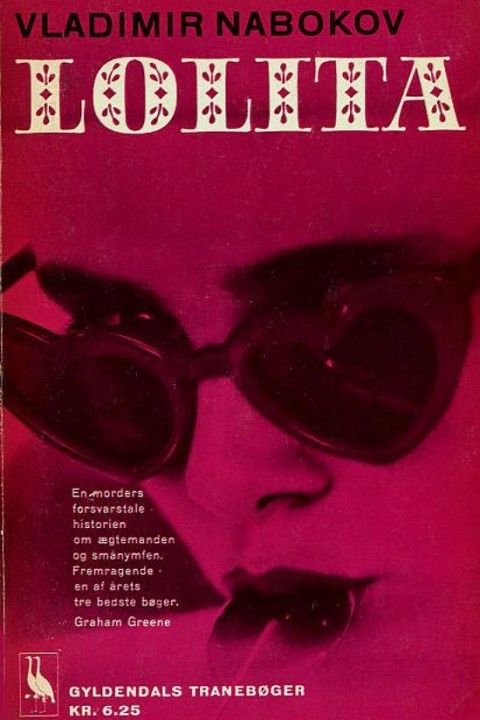 VLADIMIR NABOKOV
LOLITA
En morders
forsvarstale -
historien
om ægtemanden
og smånymfen.
Fremragende -
en af årets
tre bedste bøger.
Graham Greene
GYLDENDALS TRANEBØGER
KR. 6.25